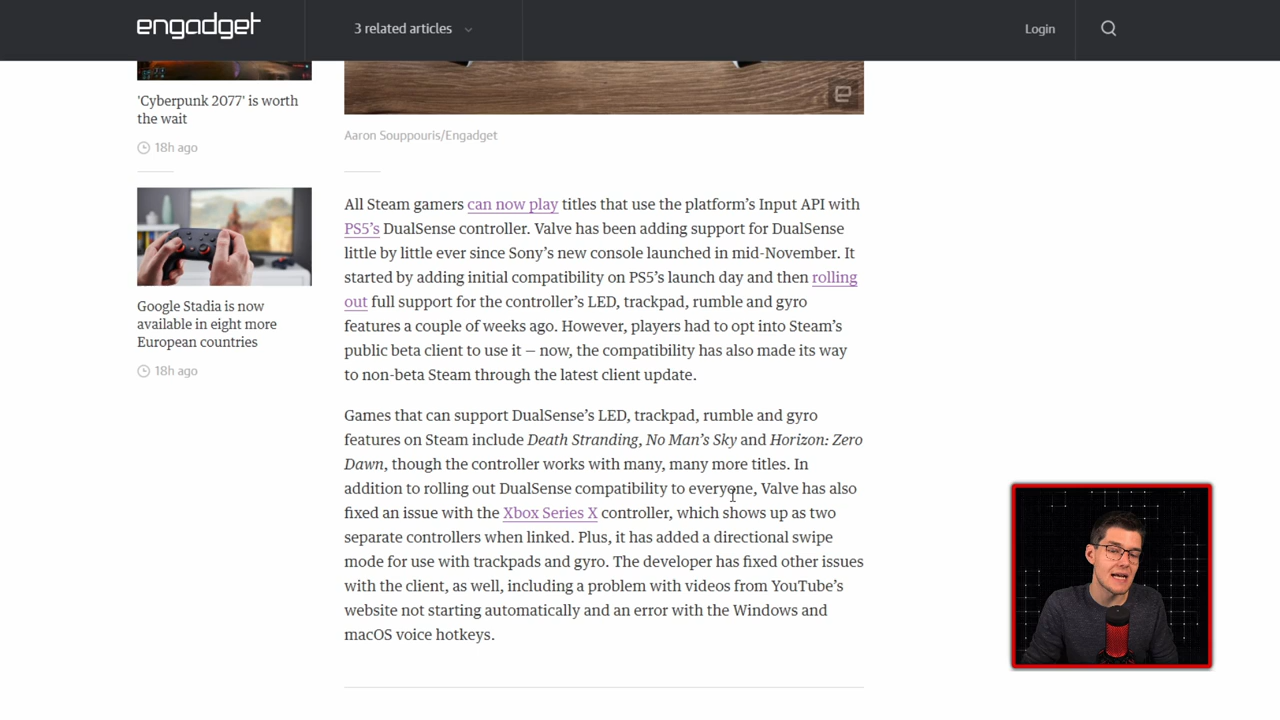 engadget
3 related articles
Login
'Cyberpunk 2077' is worth
the wait
18h ago
Google Stadia is now
available in eight more
European countries
18h ago
Aaron Souppouris/Engadget
All Steam gamers can now play titles that use the platform’s Input API with
PS5’s DualSense controller. Valve has been adding support for DualSense
little by little ever since Sony’s new console launched in mid-November. It
started by adding initial compatibility on PS5’s launch day and then rolling
out full support for the controller’s LED, trackpad, rumble and gyro
features a couple of weeks ago. However, players had to opt into Steam’s
public beta client to use it — now, the compatibility has also made its way
to non-beta Steam through the latest client update.
Games that can support DualSense’s LED, trackpad, rumble and gyro
features on Steam include Death Stranding, No Man’s Sky and Horizon: Zero
Dawn, though the controller works with many, many more titles. In
addition to rolling out DualSense compatibility to everyone, Valve has also
fixed an issue with the Xbox Series X controller, which shows up as two
separate controllers when linked. Plus, it has added a directional swipe
mode for use with trackpads and gyro. The developer has fixed other issues
with the client, as well, including a problem with videos from YouTube’s
website not starting automatically and an error with the Windows and
macOS voice hotkeys.